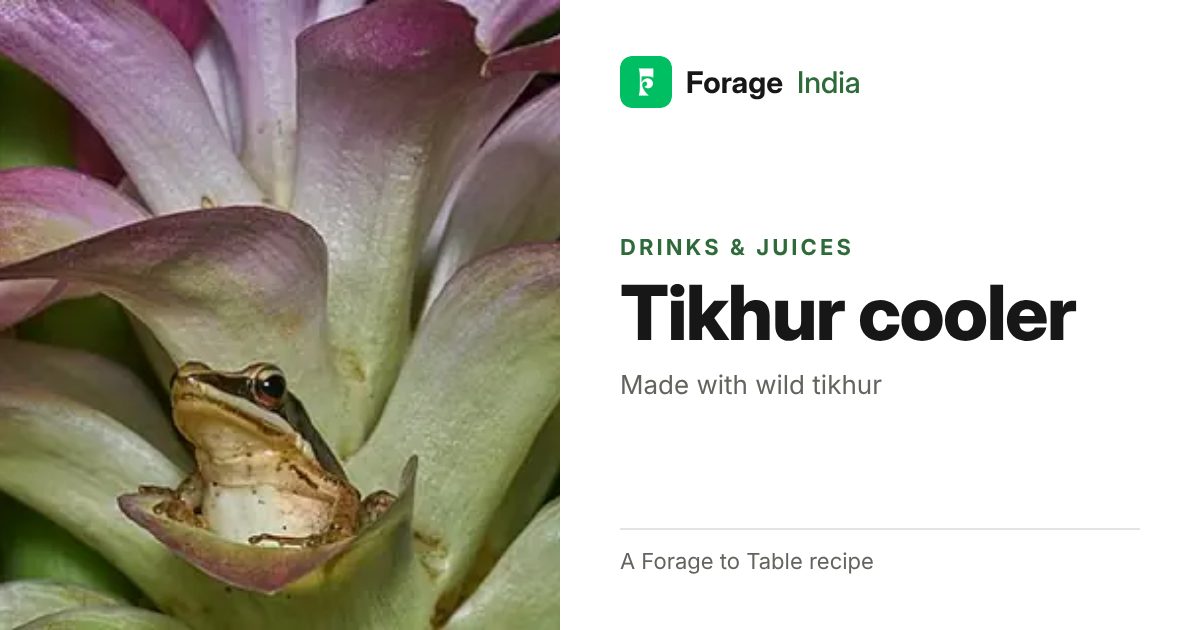 Forage India
DRINKS & JUICES
Tikhur cooler
Made with wild tikhur
A Forage to Table recipe